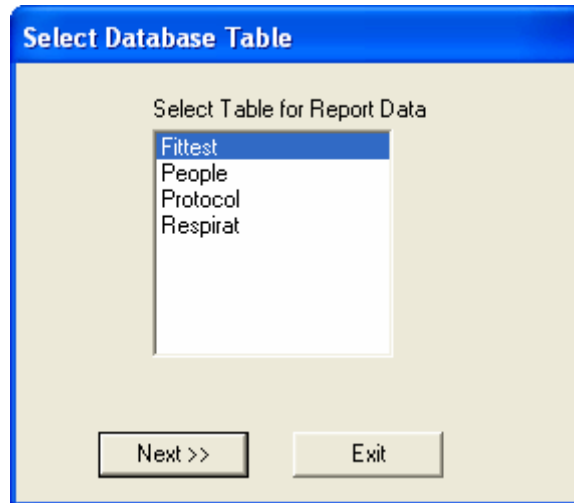 Select Database Table
Select Table for Report Data
Fittest
People
Protocol
Respirat
Next >>
Exit